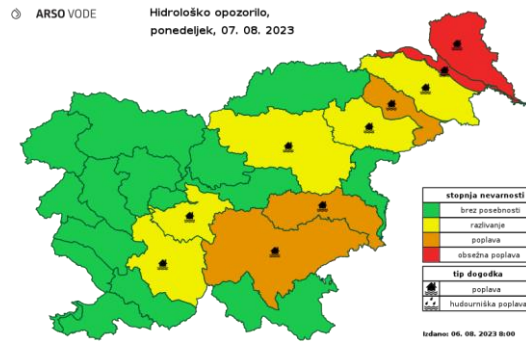 ARSO VODE
Hidrološko opozorilo,
ponedeljek, 07. 08. 2023
stopnja nevarnosti
brez posebnosti
razlivanje
poplava
obsežna poplava
tip dogodka
poplava
hudourniška poplava
Izdano: 06. 08. 2023 8:00